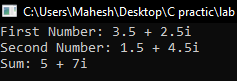 C:\Users\Mahesh\Desktop\C practic\lab
First Number: 3.5 + 2.5i
Second Number: 1.5 + 4.5i
Sum: 5 + 7i